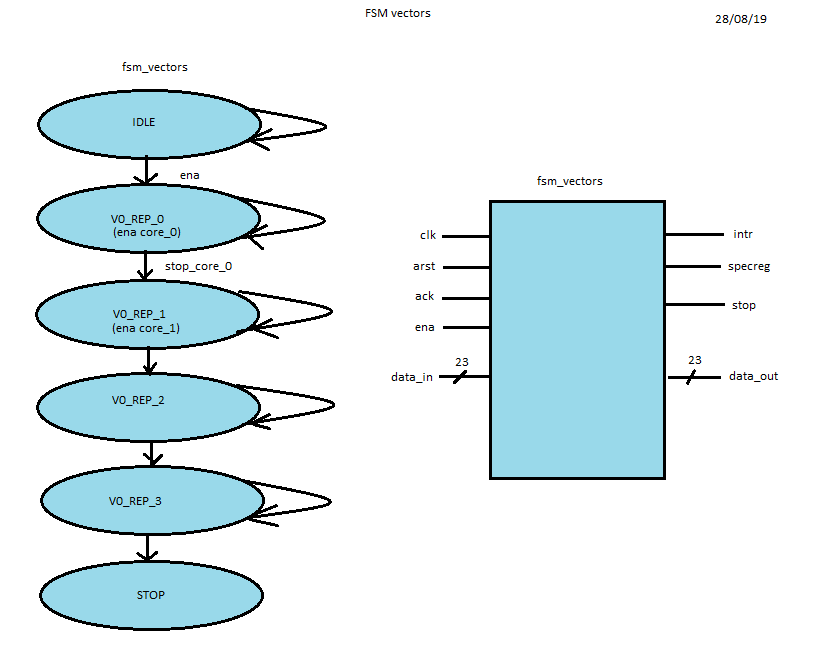 FSM vectors
28/08/19
fsm_vectors
IDLE
ena
V0_REP_0
(ena core_0)
stop_core_0
V0_REP_1
(ena core_1)
V0_REP_2
V0_REP_3
STOP
fsm_vectors
clk
arst
ack
ena
23
data_in
intr
specreg
stop
23
data_out